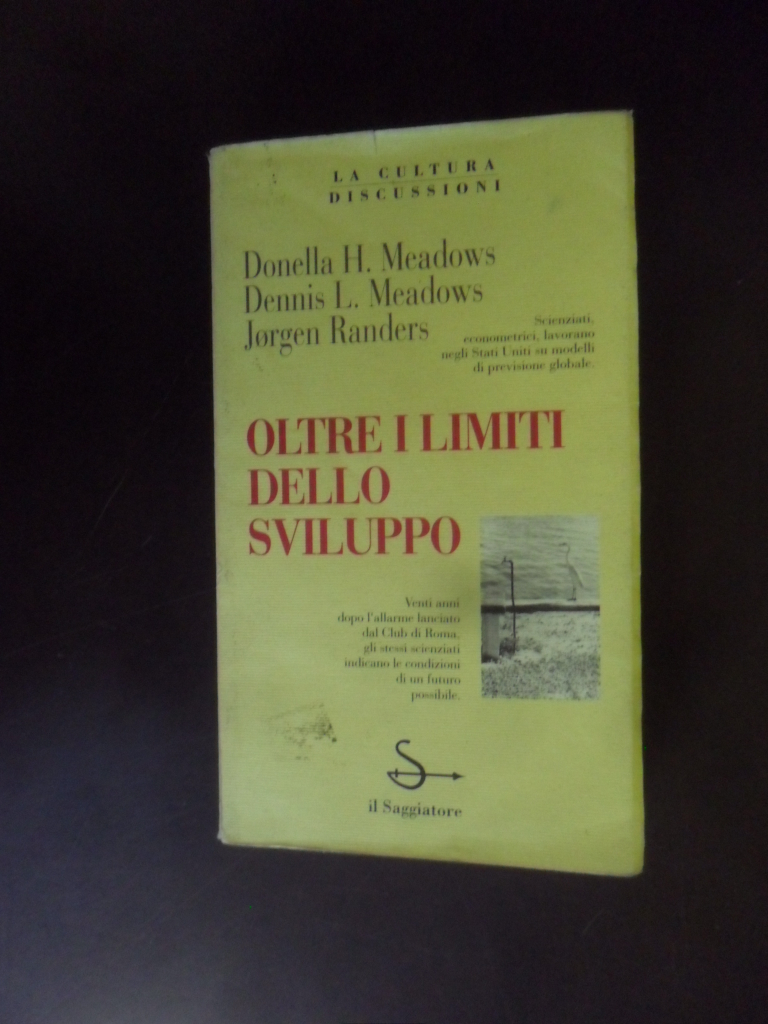 LA CULTURA
DISCUSSIONI
Donella H. Meadows
Dennis L. Meadows
Jørgen Randers
Scienziati,
econometrici, lavorano
negli Stati Uniti su modelli
di previsione globale.
OLTRE I LIMITI
DELLO
SVILUPPO
Venti anni
dopo l'allarme lanciato
dal Club di Roma,
gli stessi scienziati
indicano le condizioni
di un futuro
possibile.
il Saggiatore